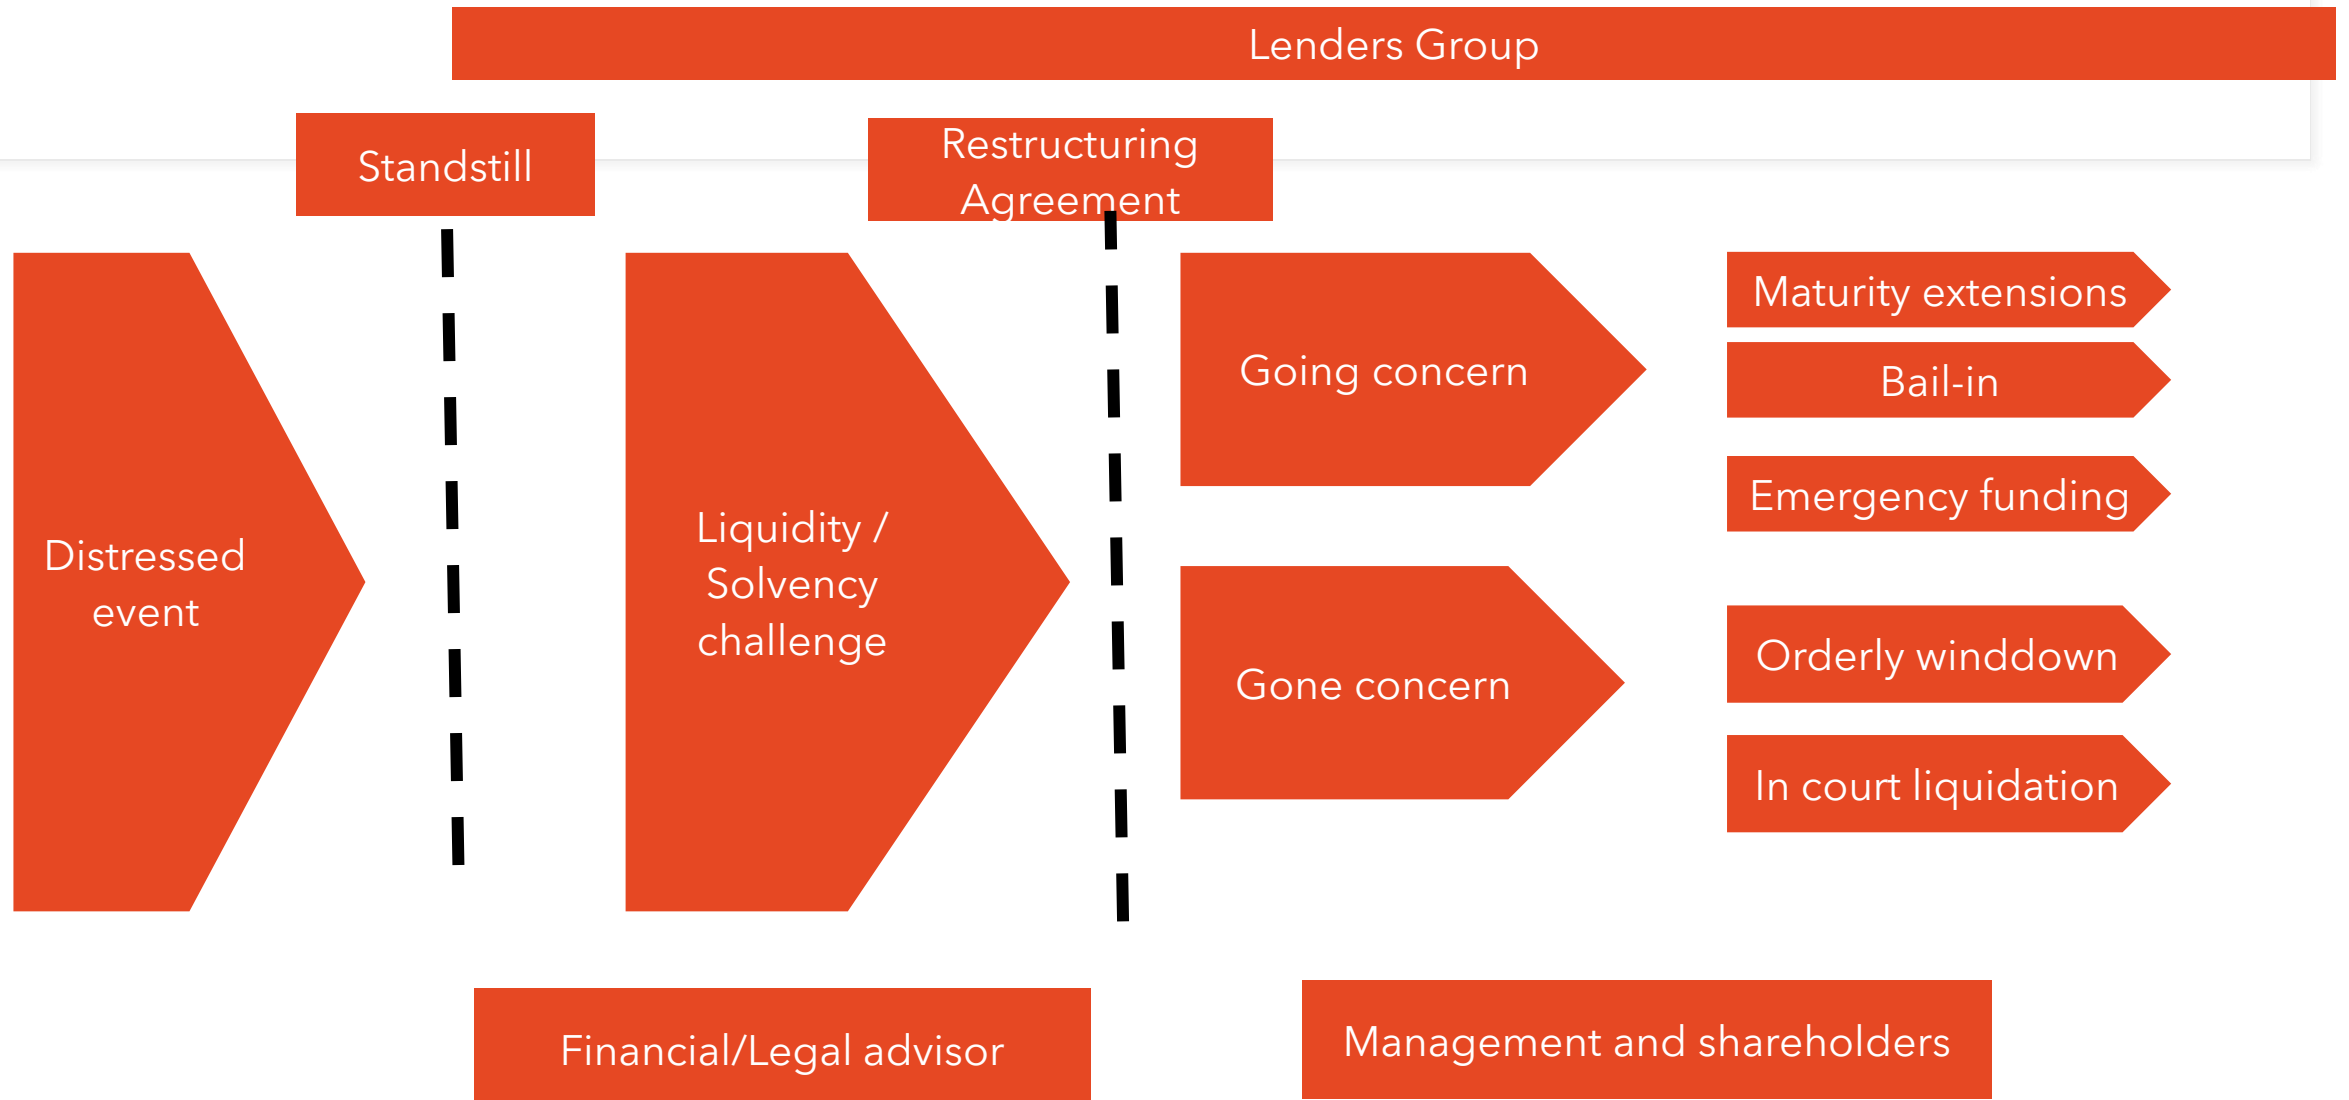 Lenders Group
Standstill
Restructuring
Agreement
Distressed
event
Liquidity /
Solvency
challenge
Going concern
Gone concern
Maturity extensions
Bail-in
Emergency funding
Orderly winddown
In court liquidation
Financial/Legal advisor
Management and shareholders